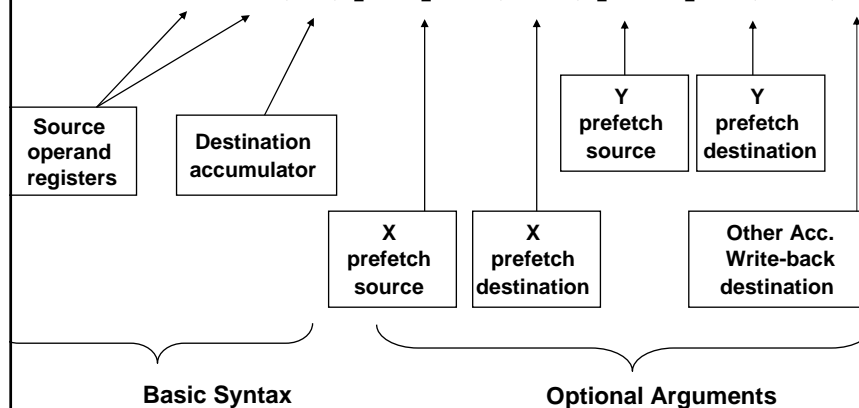 Y
prefetch
source
Y
prefetch
destination
Source
operand
registers
Destination
accumulator
X
prefetch
source
X
prefetch
destination
Other Acc.
Write-back
destination
Basic Syntax
Optional Arguments